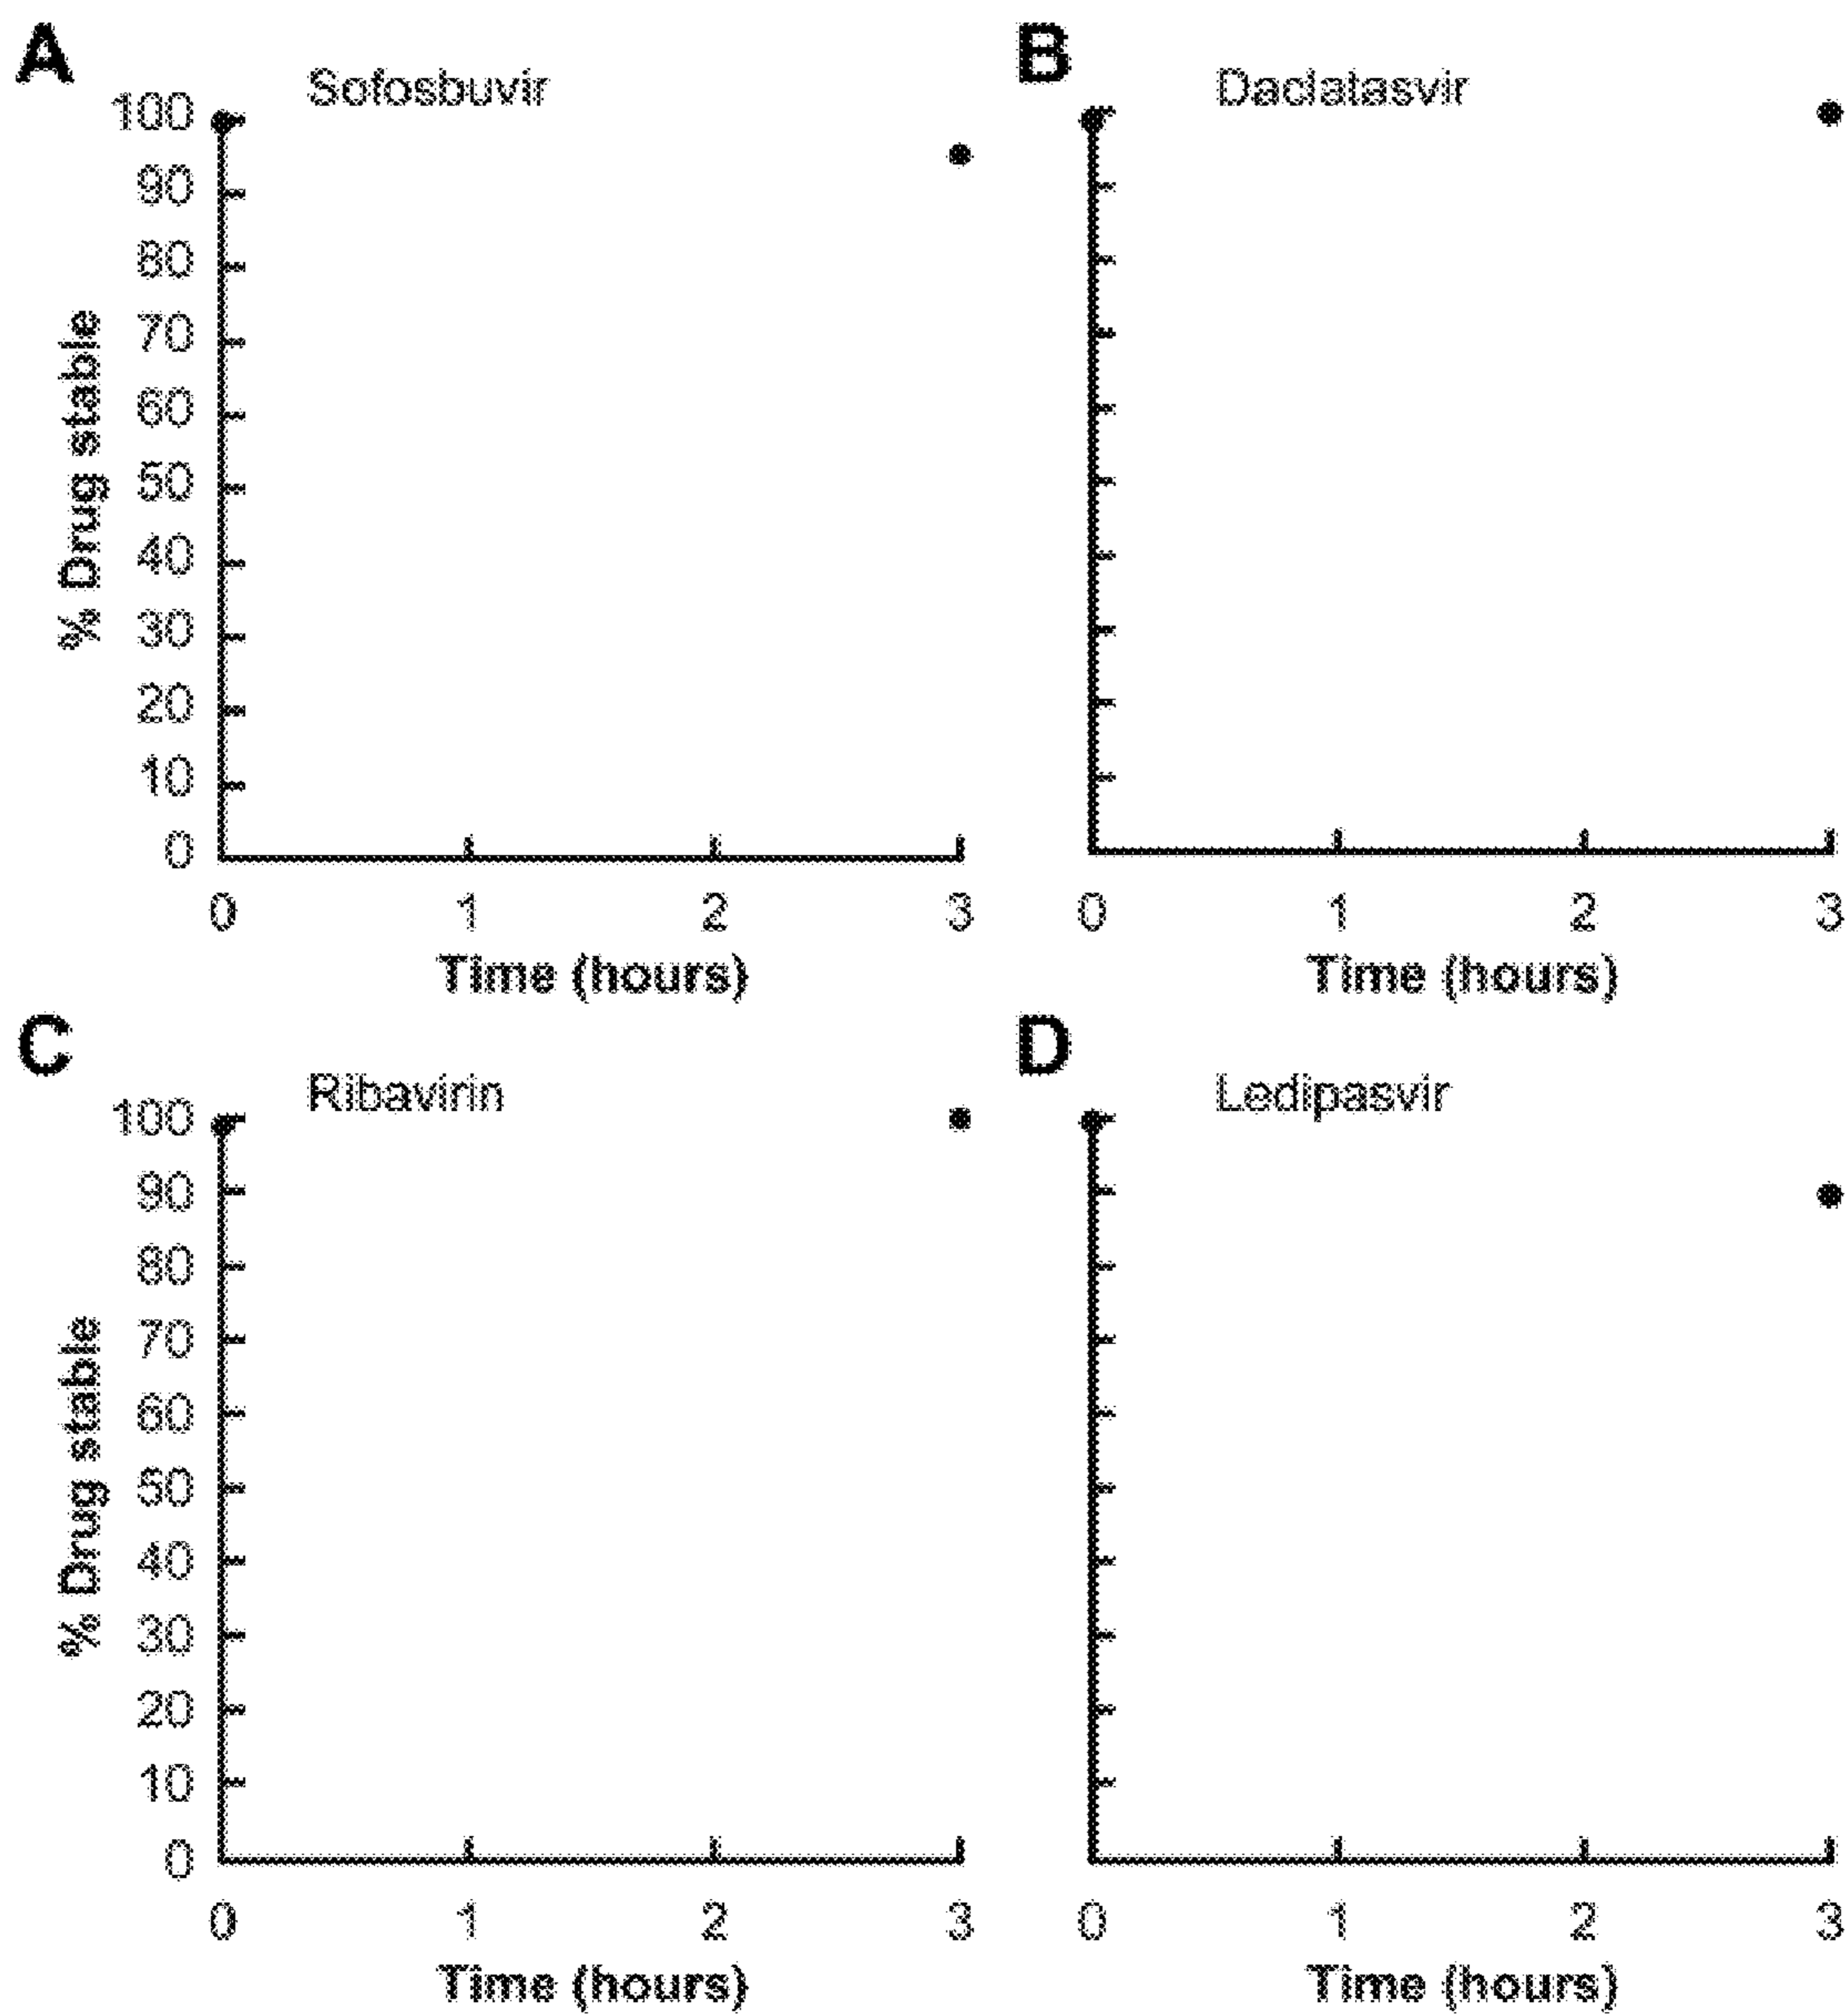 A
Sofosbuvir
% Drug stable
100
90
80
70
60
50
40
30
20
10
0
0 1 2 3
Time (hours)
B
Daclatasvir
0 1 2 3
Time (hours)
C
Ribavirin
% Drug stable
100
90
80
70
60
50
40
30
20
10
0
0 1 2 3
Time (hours)
D
Ledipasvir
0 1 2 3
Time (hours)